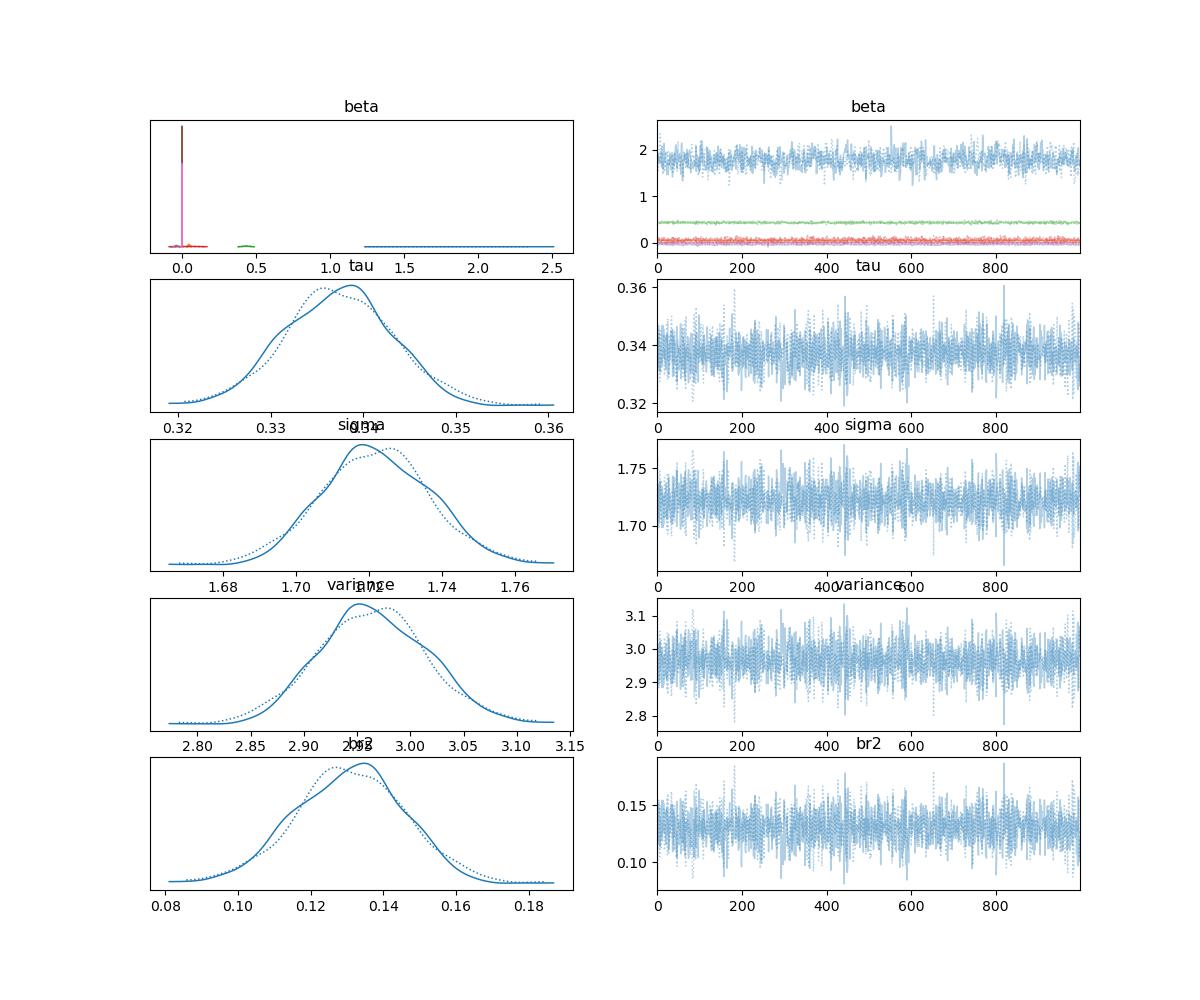 beta beta
2
1
0
0.0 0.5 1.0 1.5 2.0 2.5 0 200 400 600 800
tau tau
0.36
0.34
0.32
0.32 0.33 0.34 0.35 0.36 0 200 400 600 800
sigma sigma
1.75
1.70
1.68 1.70 1.72 1.74 1.76 0 200 400 600 800
variance variance
3.1
3.0
2.9
2.8
2.80 2.85 2.90 2.95 3.00 3.05 3.10 3.15 0 200 400 600 800
br2 br2
0.15
0.10
0.08 0.10 0.12 0.14 0.16 0.18 0 200 400 600 800